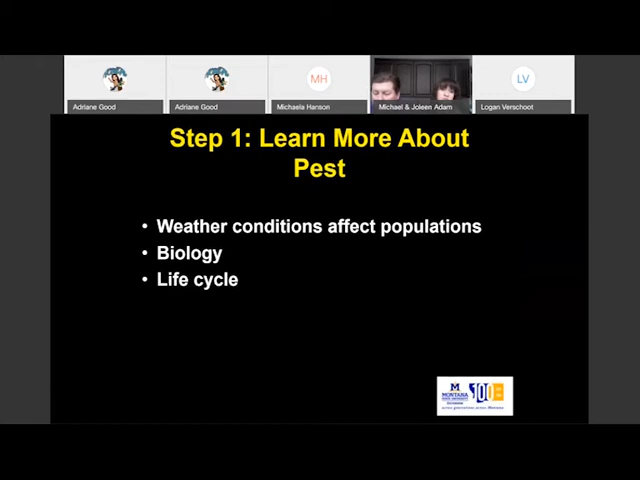 MH
LV
Adriane Good
Adriane Good
Michaela Hanson
Michael & Joleen Adam
Logan Verschoot
Step 1: Learn More About
Pest
• Weather conditions affect populations
• Biology
• Life cycle
M
MONTANA
100